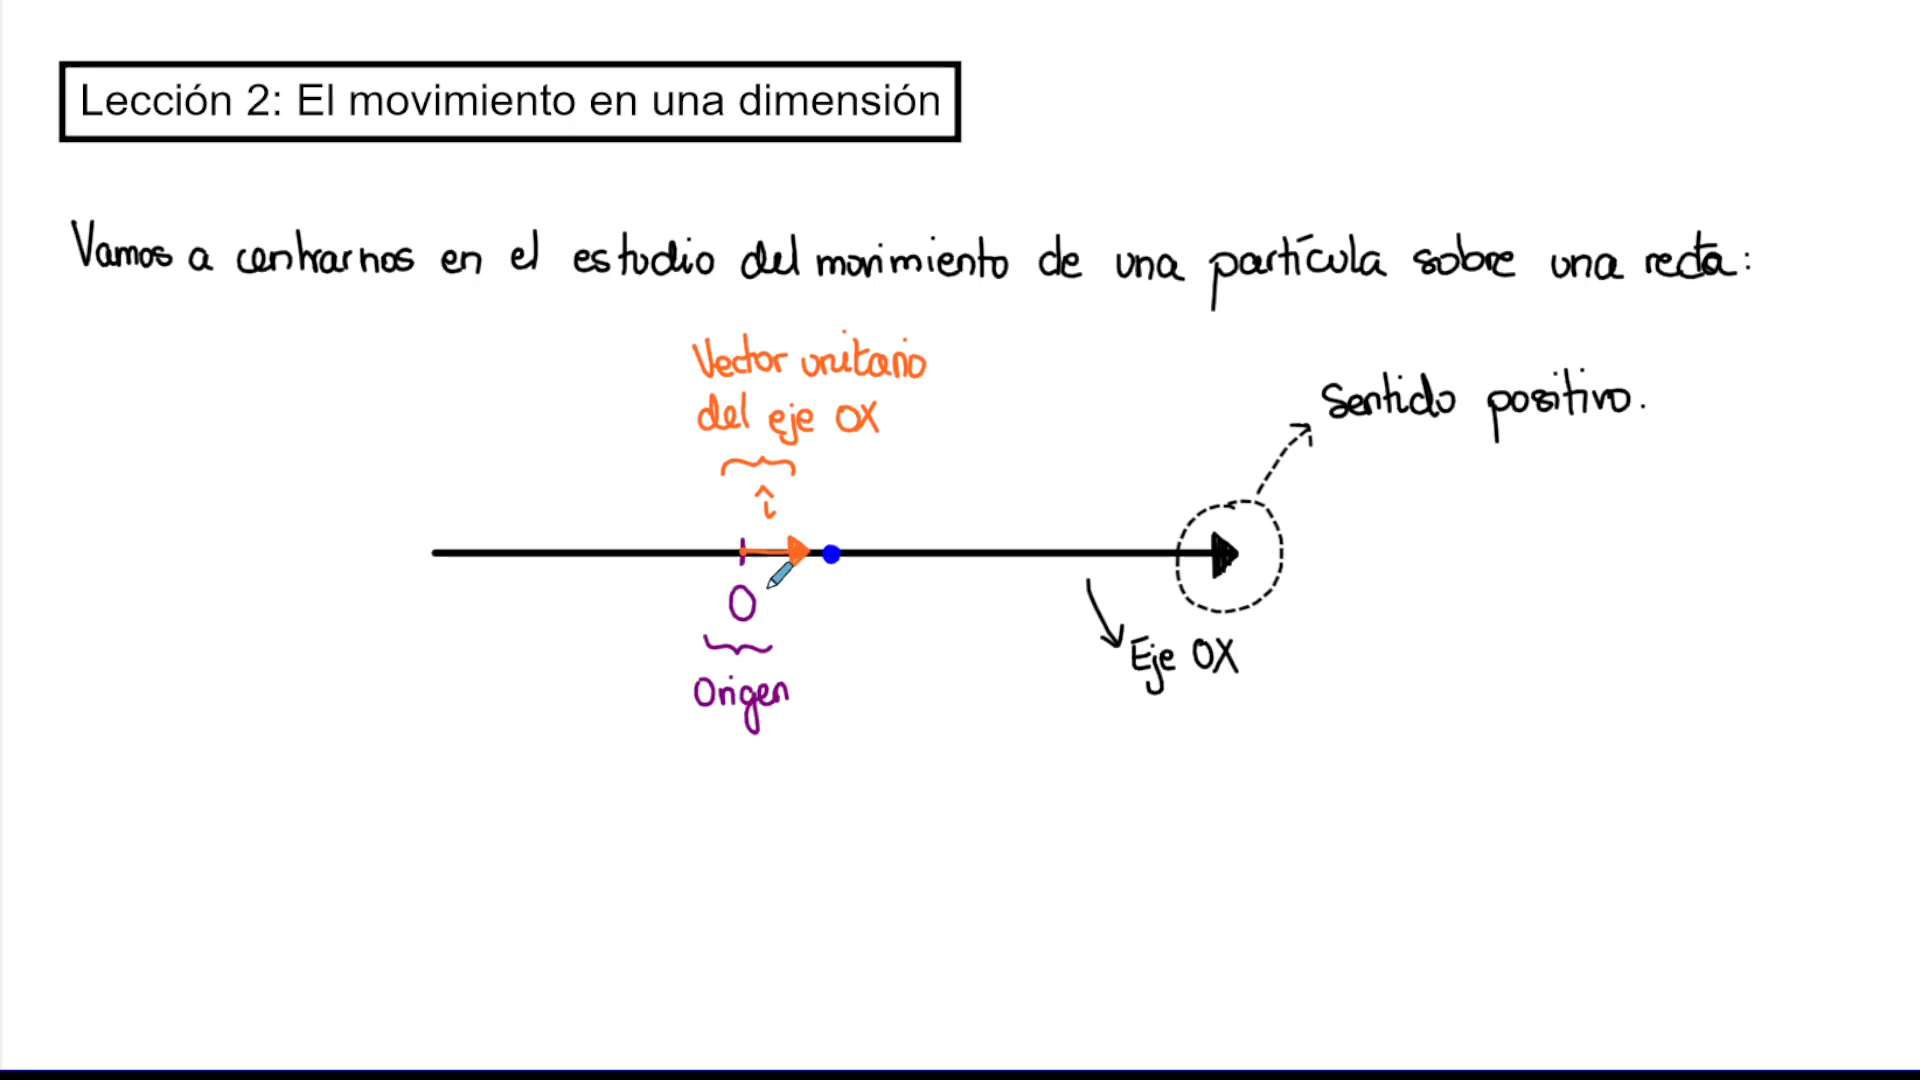 Lección 2: El movimiento en una dimensión
Vamos a centrarnos en el estudio del movimiento de una partícula sobre una recta:
Vector unitario
del eje OX
Sentido positivo.
î
O
Eje OX
Origen